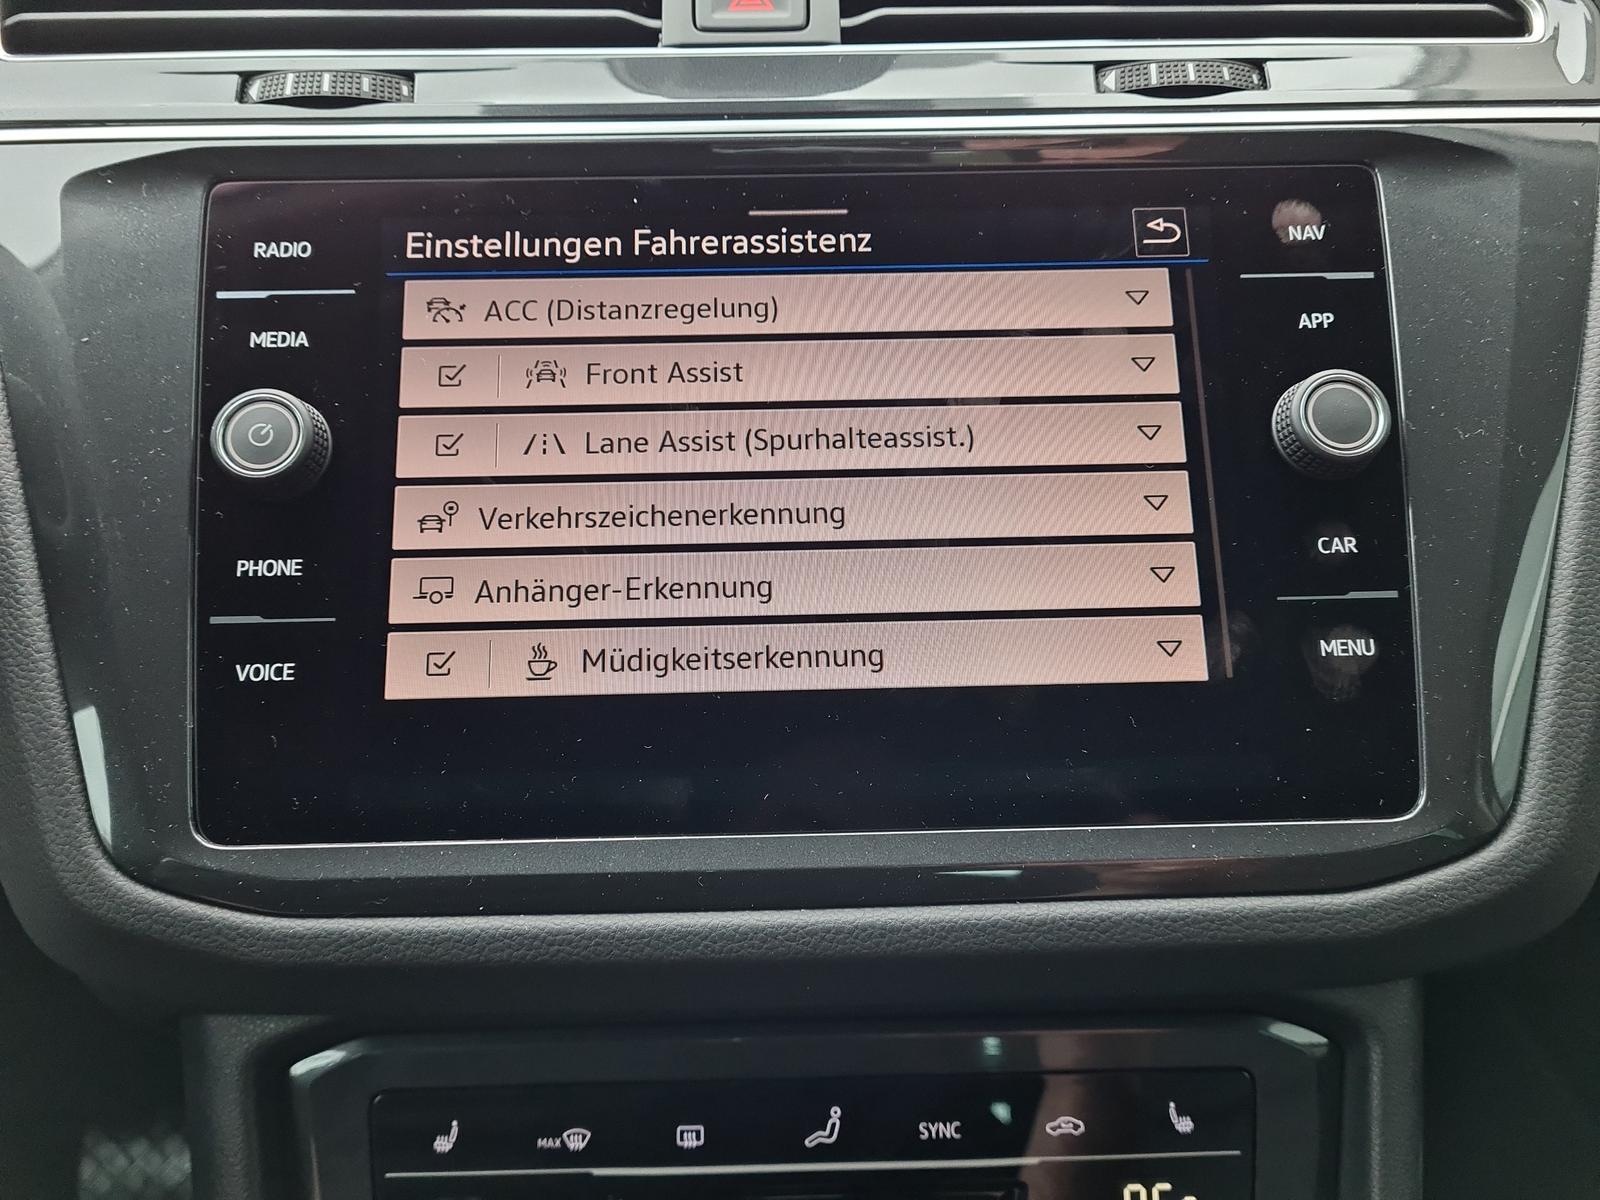 RADIO
MEDIA
PHONE
VOICE
Einstellungen Fahrerassistenz
ACC (Distanzregelung)
Front Assist
Lane Assist (Spurhalteassist.)
Verkehrszeichenerkennung
Anhänger-Erkennung
Müdigkeitserkennung
NAV
APP
CAR
MENU
MAX
SYNC